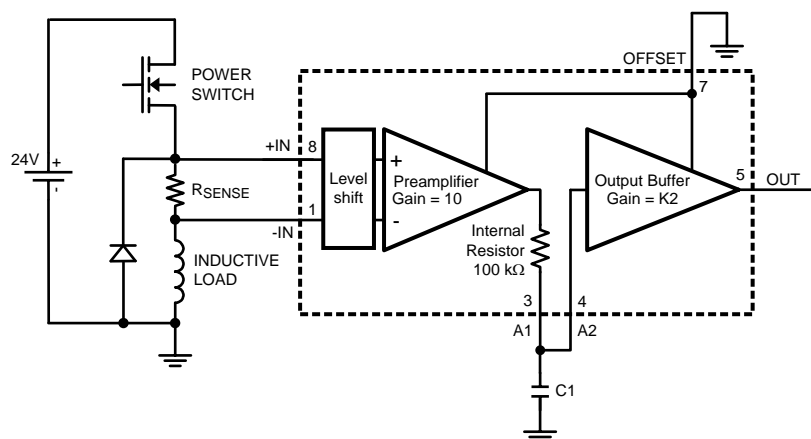 OFFSET
7
POWER
SWITCH
24V
+
-
+IN
8
RSENSE
1
-IN
INDUCTIVE
LOAD
Level
shift
+
-
Preamplifier
Gain = 10
Internal
Resistor
100 kΩ
Output Buffer
Gain = K2
5
OUT
3
4
A1
A2
C1